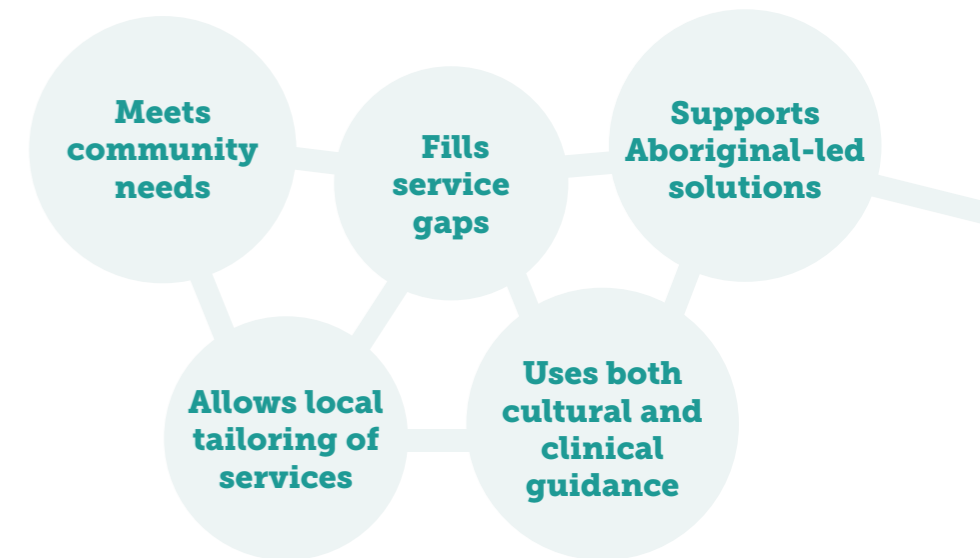 Meets
community
needs
Fills
service
gaps
Supports
Aboriginal-led
solutions
Allows local
tailoring of
services
Uses both
cultural and
clinical
guidance